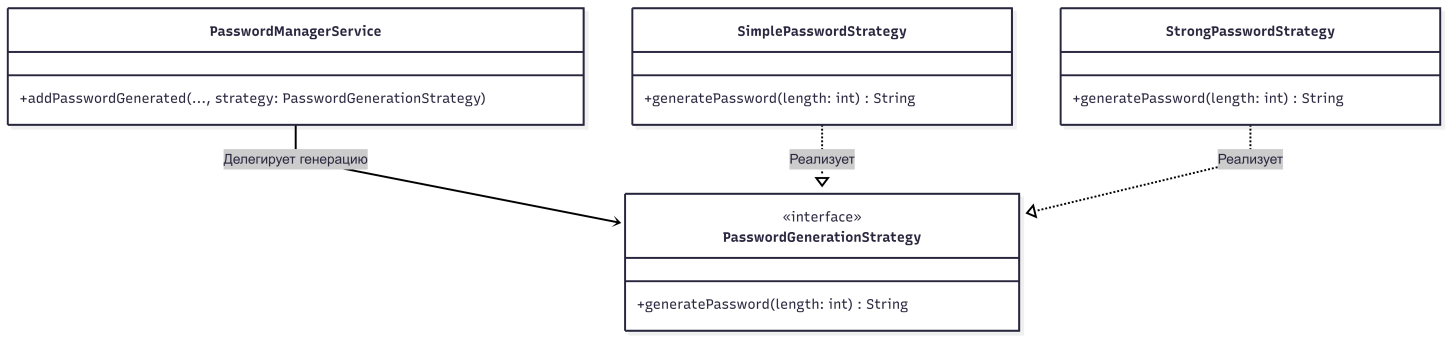 PasswordManagerService
+addPasswordGenerated(..., strategy: PasswordGenerationStrategy)
SimplePasswordStrategy
+generatePassword(length: int) : String
StrongPasswordStrategy
+generatePassword(length: int) : String
Делегирует генерацию
Реализует
Реализует
«interface»
PasswordGenerationStrategy
+generatePassword(length: int) : String